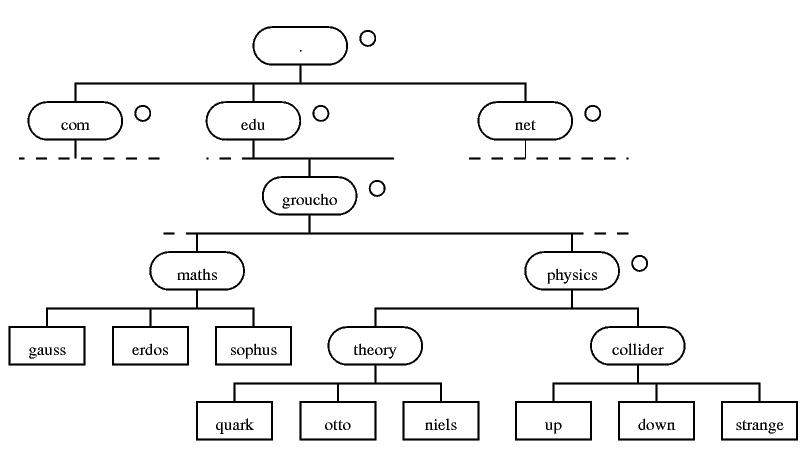 .
com
edu
net
groucho
maths
physics
gauss
erdos
sophus
theory
collider
quark
otto
niels
up
down
strange